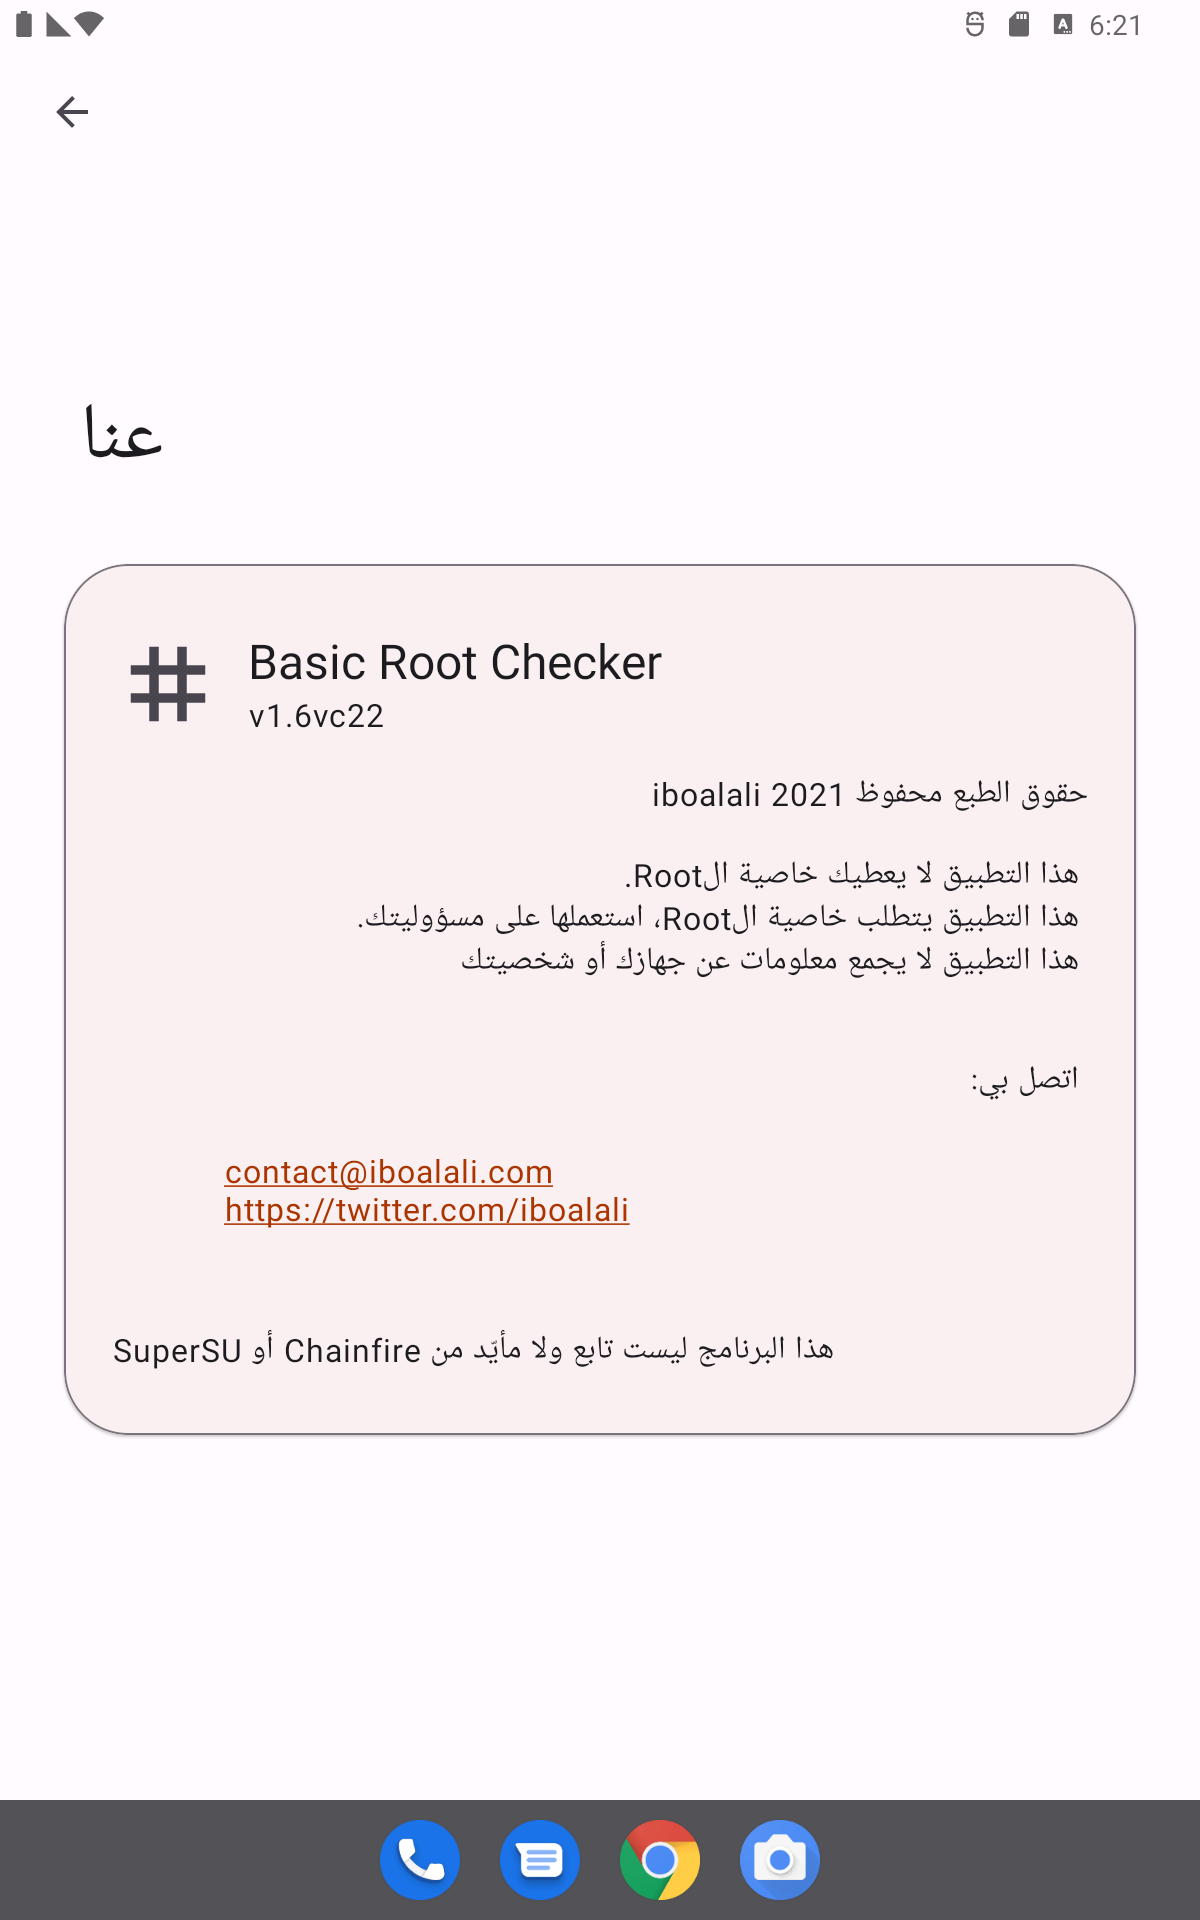 6:21
عنا
Basic Root Checker
v1.6vc22
حقوق الطبع محفوظ 2021 iboalali
هذا التطبيق لا يعطيك خاصية الRoot.
هذا التطبيق يتطلب خاصية الRoot، استعملها على مسؤوليتك.
هذا التطبيق لا يجمع معلومات عن جهازك أو شخصيتك
اتصل بي:
contact@iboalali.com
https://twitter.com/iboalali
هذا البرنامج ليست تابع ولا مأيّد من Chainfire أو SuperSU